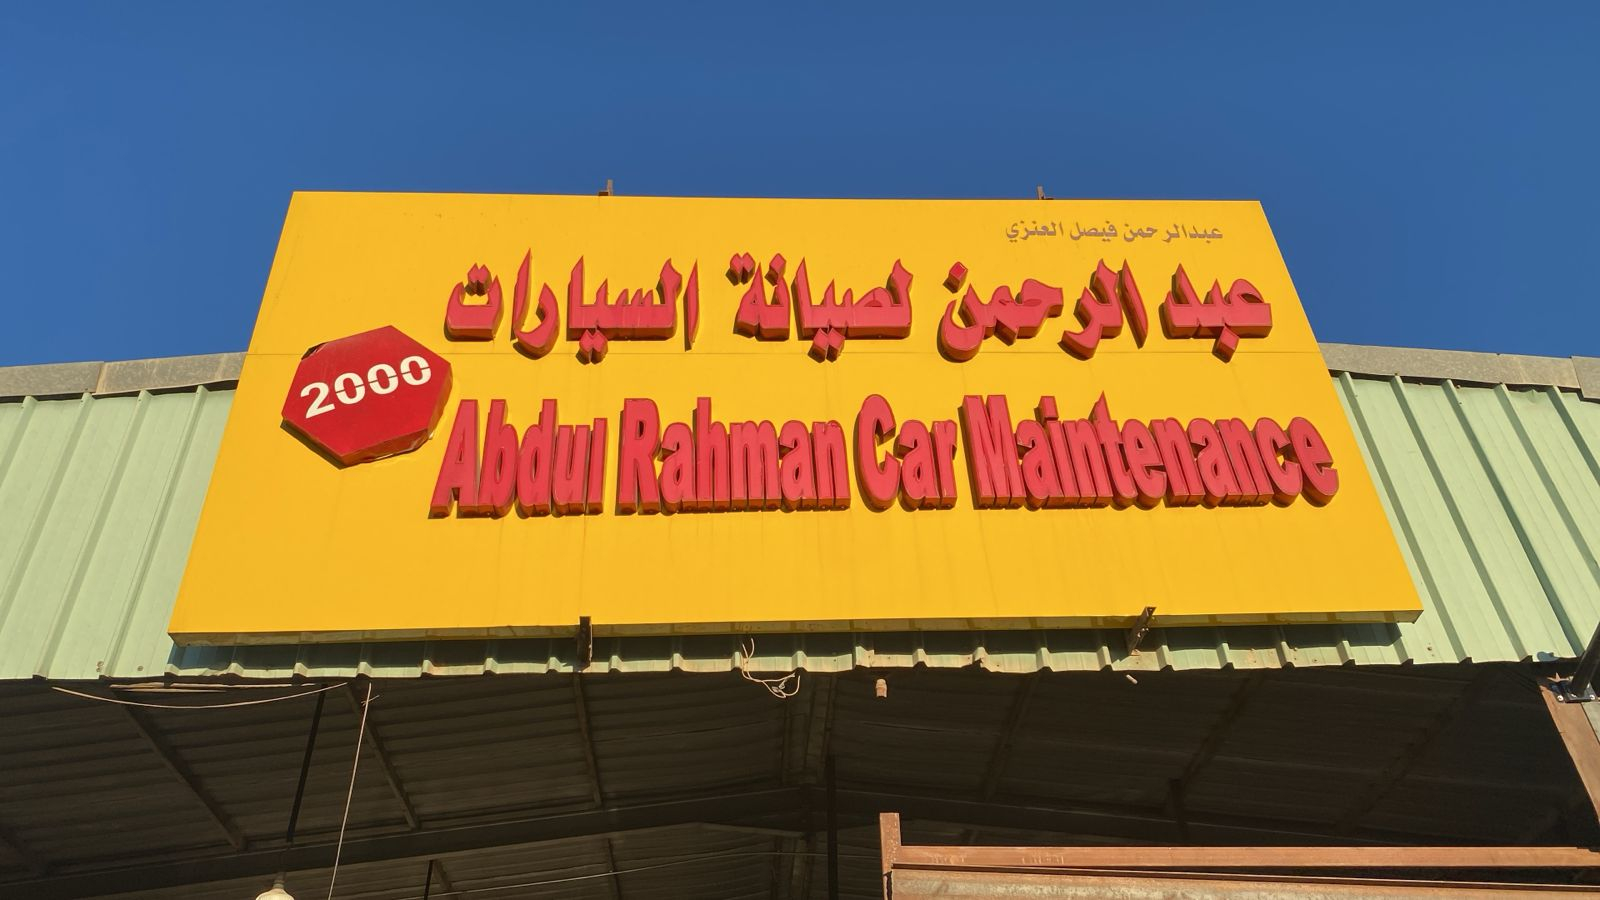 عبدالرحمن فيصل العنزي
عبد الرحمن لصيانة السيارات
2000
Abdul Rahman Car Maintenance